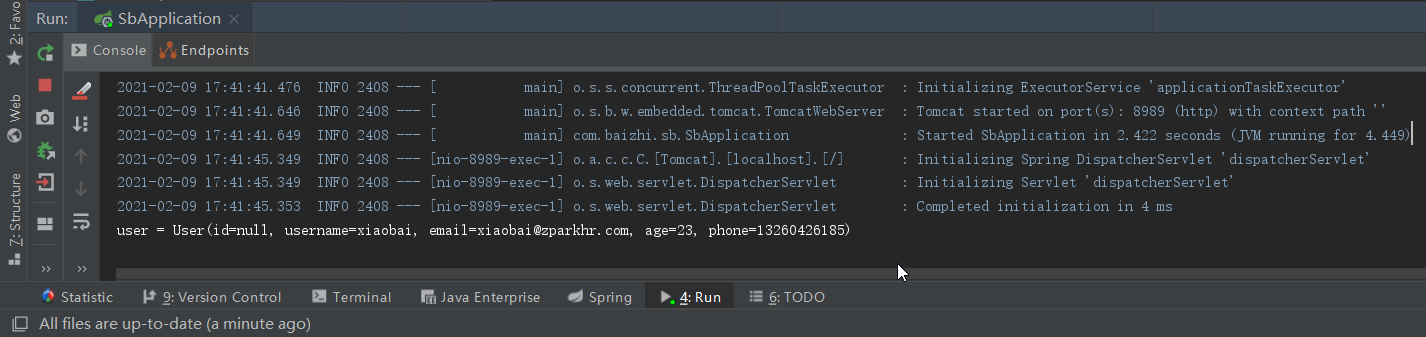 Run: SbApplication
2: Favo
Console Endpoints
2021-02-09 17:41:41.476 INFO 2408 --- [ main] o.s.s.concurrent.ThreadPoolTaskExecutor : Initializing ExecutorService 'applicationTaskExecutor'
2021-02-09 17:41:41.646 INFO 2408 --- [ main] o.s.b.w.embedded.tomcat.TomcatWebServer : Tomcat started on port(s): 8989 (http) with context path ''
2021-02-09 17:41:41.649 INFO 2408 --- [ main] com.baizhi.sb.SbApplication : Started SbApplication in 2.422 seconds (JVM running for 4.449)
2021-02-09 17:41:45.349 INFO 2408 --- [nio-8989-exec-1] o.a.c.c.C.[Tomcat].[localhost].[/] : Initializing Spring DispatcherServlet 'dispatcherServlet'
2021-02-09 17:41:45.349 INFO 2408 --- [nio-8989-exec-1] o.s.web.servlet.DispatcherServlet : Initializing Servlet 'dispatcherServlet'
2021-02-09 17:41:45.353 INFO 2408 --- [nio-8989-exec-1] o.s.web.servlet.DispatcherServlet : Completed initialization in 4 ms
user = User(id=null, username=xiaobai, email=xiaobai@zparkhr.com, age=23, phone=13260426185)
Web
7: Structure
Statistic 9: Version Control Terminal Java Enterprise Spring 4: Run 6: TODO
All files are up-to-date (a minute ago)